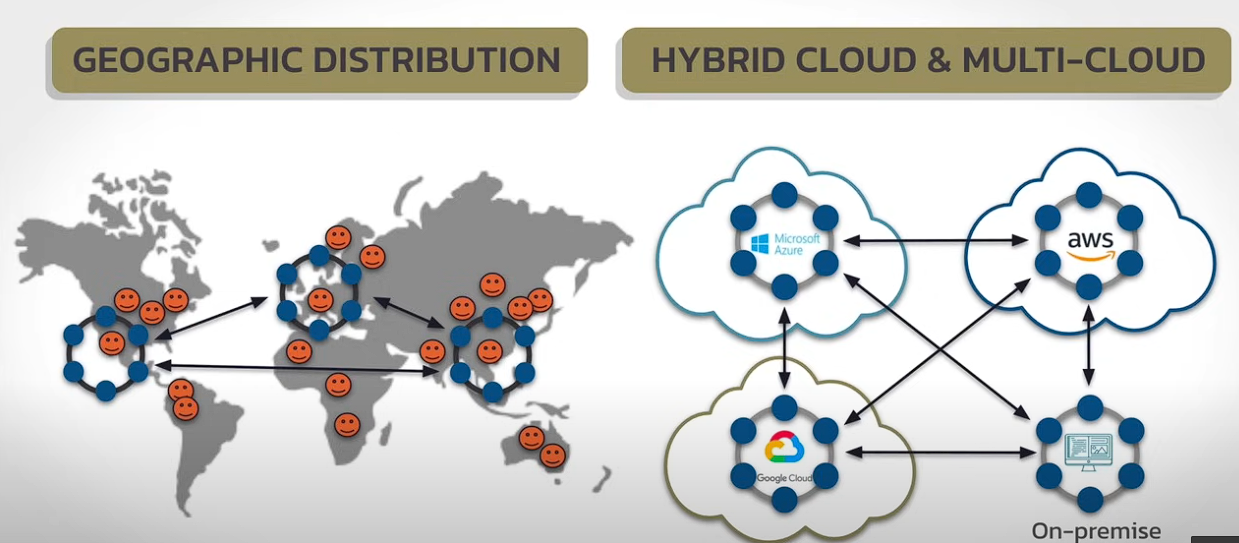 GEOGRAPHIC DISTRIBUTION
HYBRID CLOUD & MULTI-CLOUD
Microsoft
Azure
aws
Google Cloud
On-premise